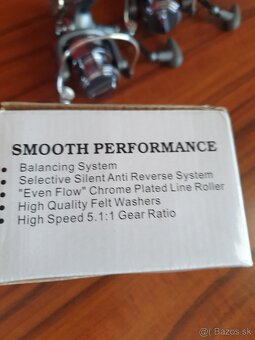 SMOOTH PERFORMANCE
• Balancing System
• Selective Silent Anti Reverse System
• "Even Flow" Chrome Plated Line Roller
• High Quality Felt Washers
• High Speed 5.1:1 Gear Ratio
Bazos.sk